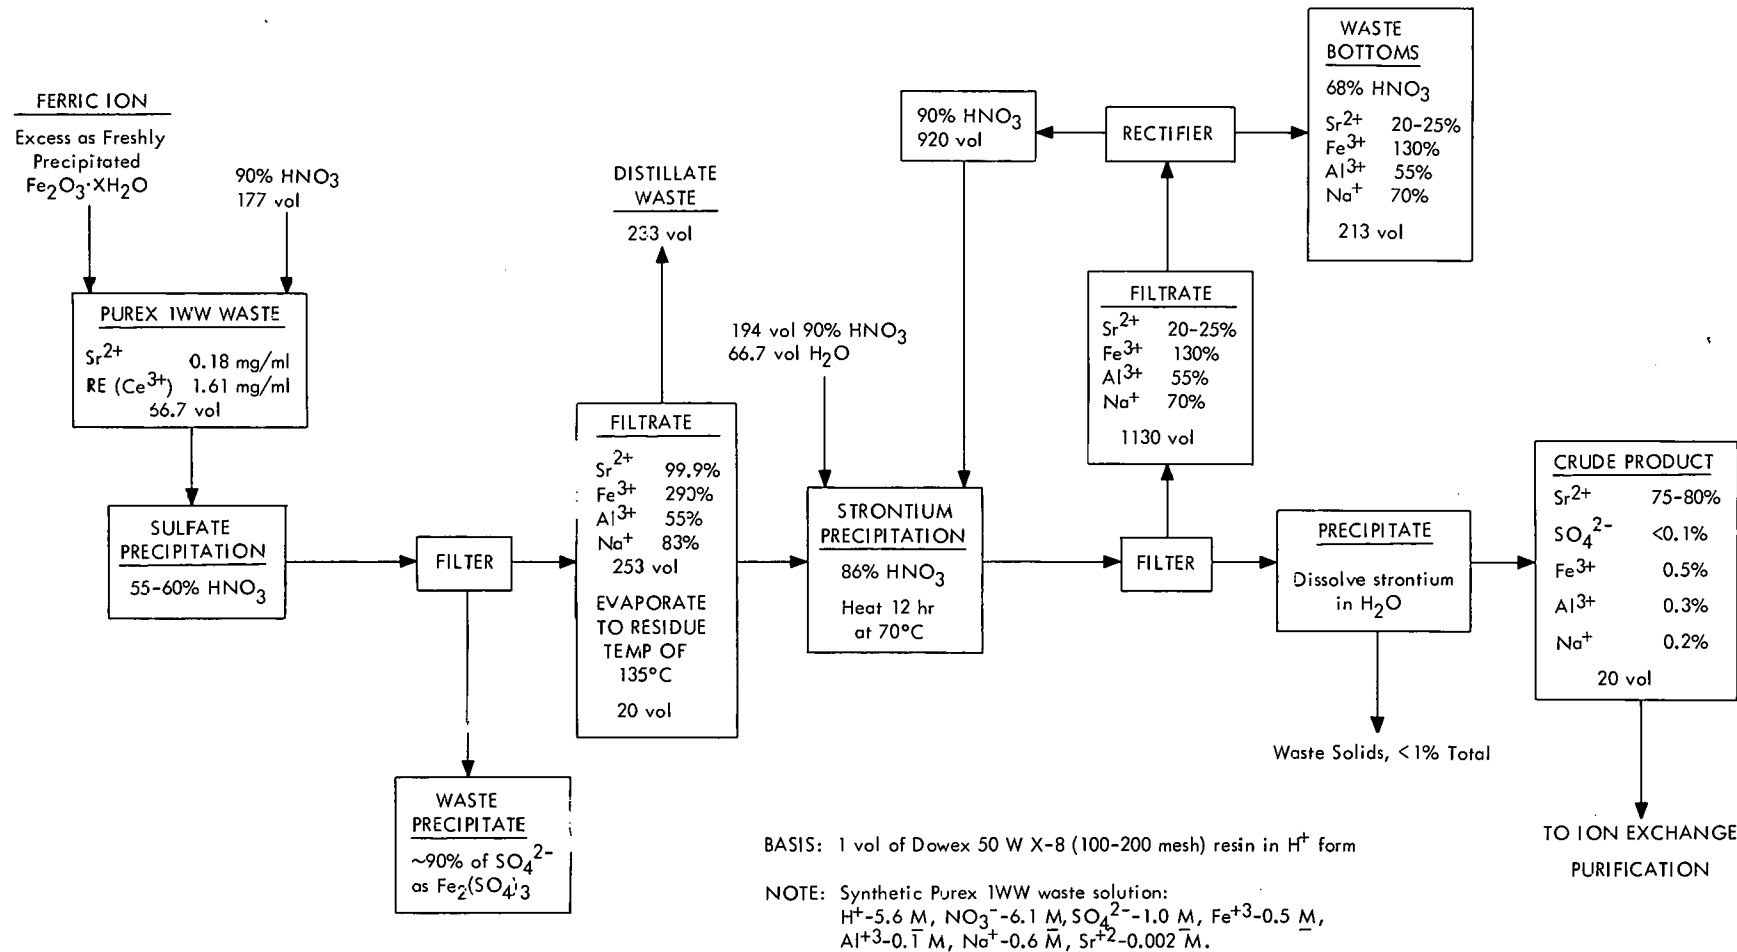 FERRIC ION
Excess as Freshly
Precipitated
Fe2O3·XH2O
90% HNO3
177 vol
PUREX 1WW WASTE
Sr2+ 0.18 mg/ml
RE (Ce3+) 1.61 mg/ml
66.7 vol
SULFATE
PRECIPITATION
55-60% HNO3
FILTER
WASTE
PRECIPITATE
~90% of SO4 2-
as Fe2(SO4)3
DISTILLATE
WASTE
233 vol
FILTRATE
Sr2+ 99.9%
Fe3+ 290%
Al3+ 55%
Na+ 83%
253 vol
EVAPORATE
TO RESIDUE
TEMP OF
135°C
20 vol
194 vol 90% HNO3
66.7 vol H2O
STRONTIUM
PRECIPITATION
86% HNO3
Heat 12 hr
at 70°C
90% HNO3
920 vol
RECTIFIER
WASTE
BOTTOMS
68% HNO3
Sr2+ 20-25%
Fe3+ 130%
Al3+ 55%
Na+ 70%
213 vol
FILTRATE
Sr2+ 20-25%
Fe3+ 130%
Al3+ 55%
Na+ 70%
1130 vol
FILTER
PRECIPITATE
Dissolve strontium
in H2O
Waste Solids, <1% Total
CRUDE PRODUCT
Sr2+ 75-80%
SO4 2- <0.1%
Fe3+ 0.5%
Al3+ 0.3%
Na+ 0.2%
20 vol
TO ION EXCHANGE
PURIFICATION
BASIS: 1 vol of Dowex 50 W X-8 (100-200 mesh) resin in H+ form
NOTE: Synthetic Purex 1WW waste solution:
H+-5.6 M, NO3−-6.1 M, SO4 2−-1.0 M, Fe+3-0.5 M,
Al+3-0.1 M, Na+-0.6 M, Sr+2-0.002 M.